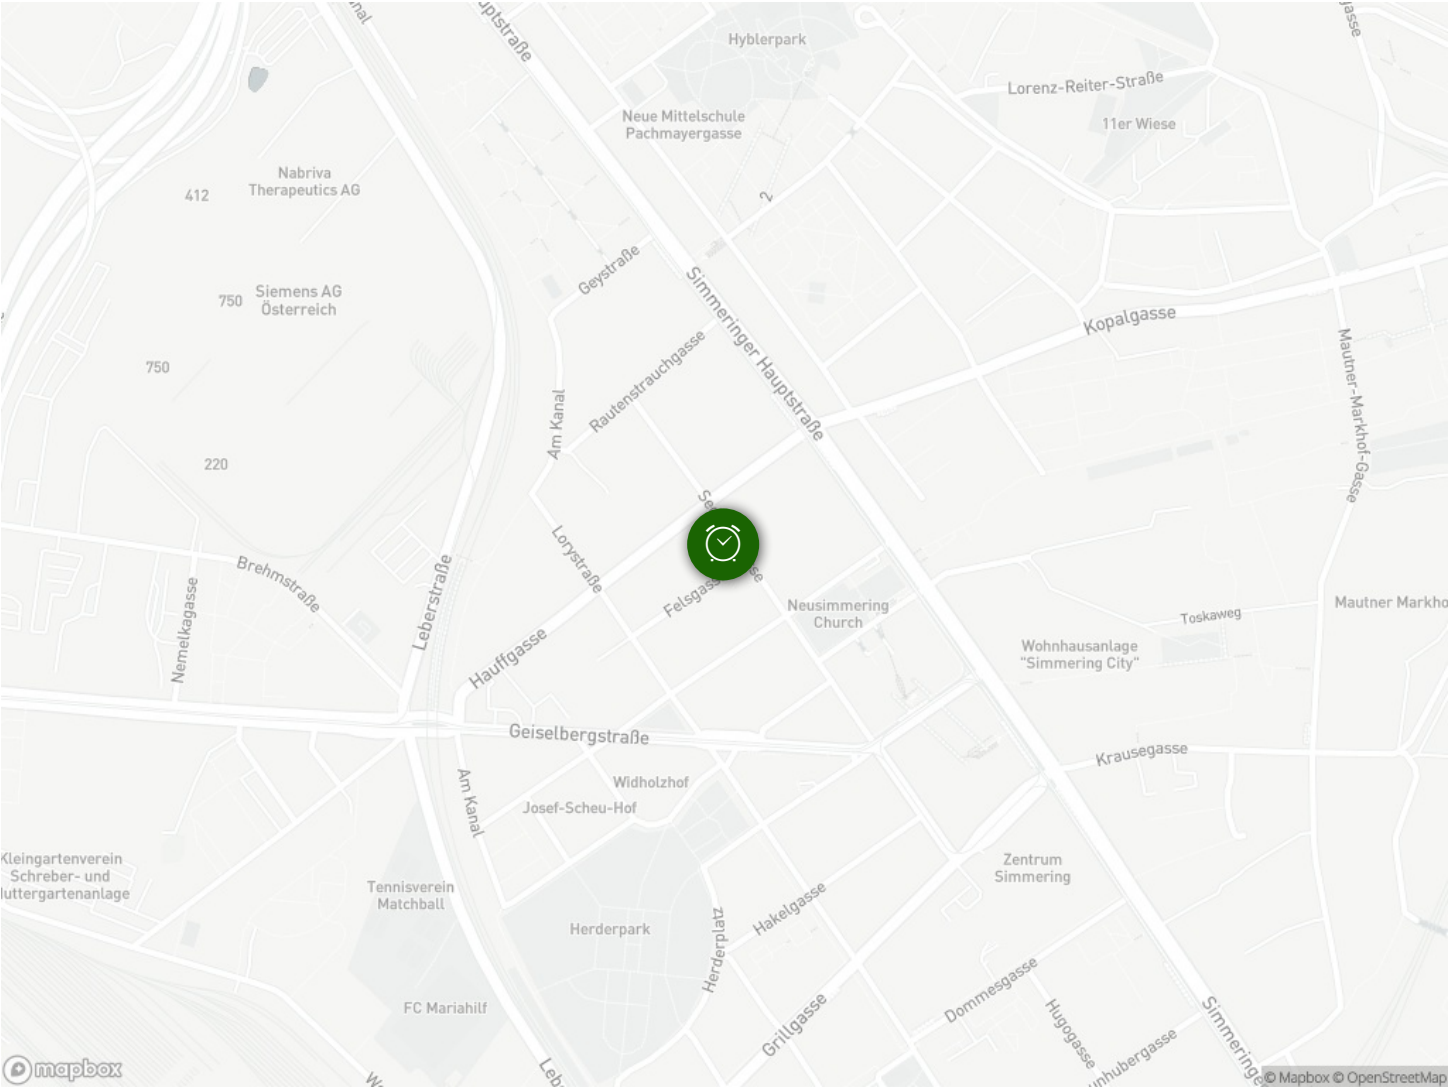 Hyblerpark
Lorenz-Reiter-Straße
Neue Mittelschule
Pachmayergasse
11er Wiese
Nabriva
Therapeutics AG
412
2
Geystraße
Siemens AG
Österreich
750
Simmeringer Hauptstraße
Kopalgasse
750
Rautenstrauchgasse
Mautner-Markhof-Gasse
Am Kanal
220
Brehmstraße
Lorystraße
Leberstraße
Felsgasse
Nemelkagasse
Neusimmering
Church
Toskaweg
Mautner Markho
Wohnhausanlage
"Simmering City"
Hauffgasse
Geiselbergstraße
Krausegasse
Widholzhof
Am Kanal
Josef-Scheu-Hof
Kleingartenverein
Schreber- und
Zentrum
Simmering
Tennisverein
Matchball
Hakelgasse
Herderpark
Herderplatz
Dommesgasse
FC Mariahilf
Grillgasse
Hugogasse
mapbox
© Mapbox © OpenStreetMap